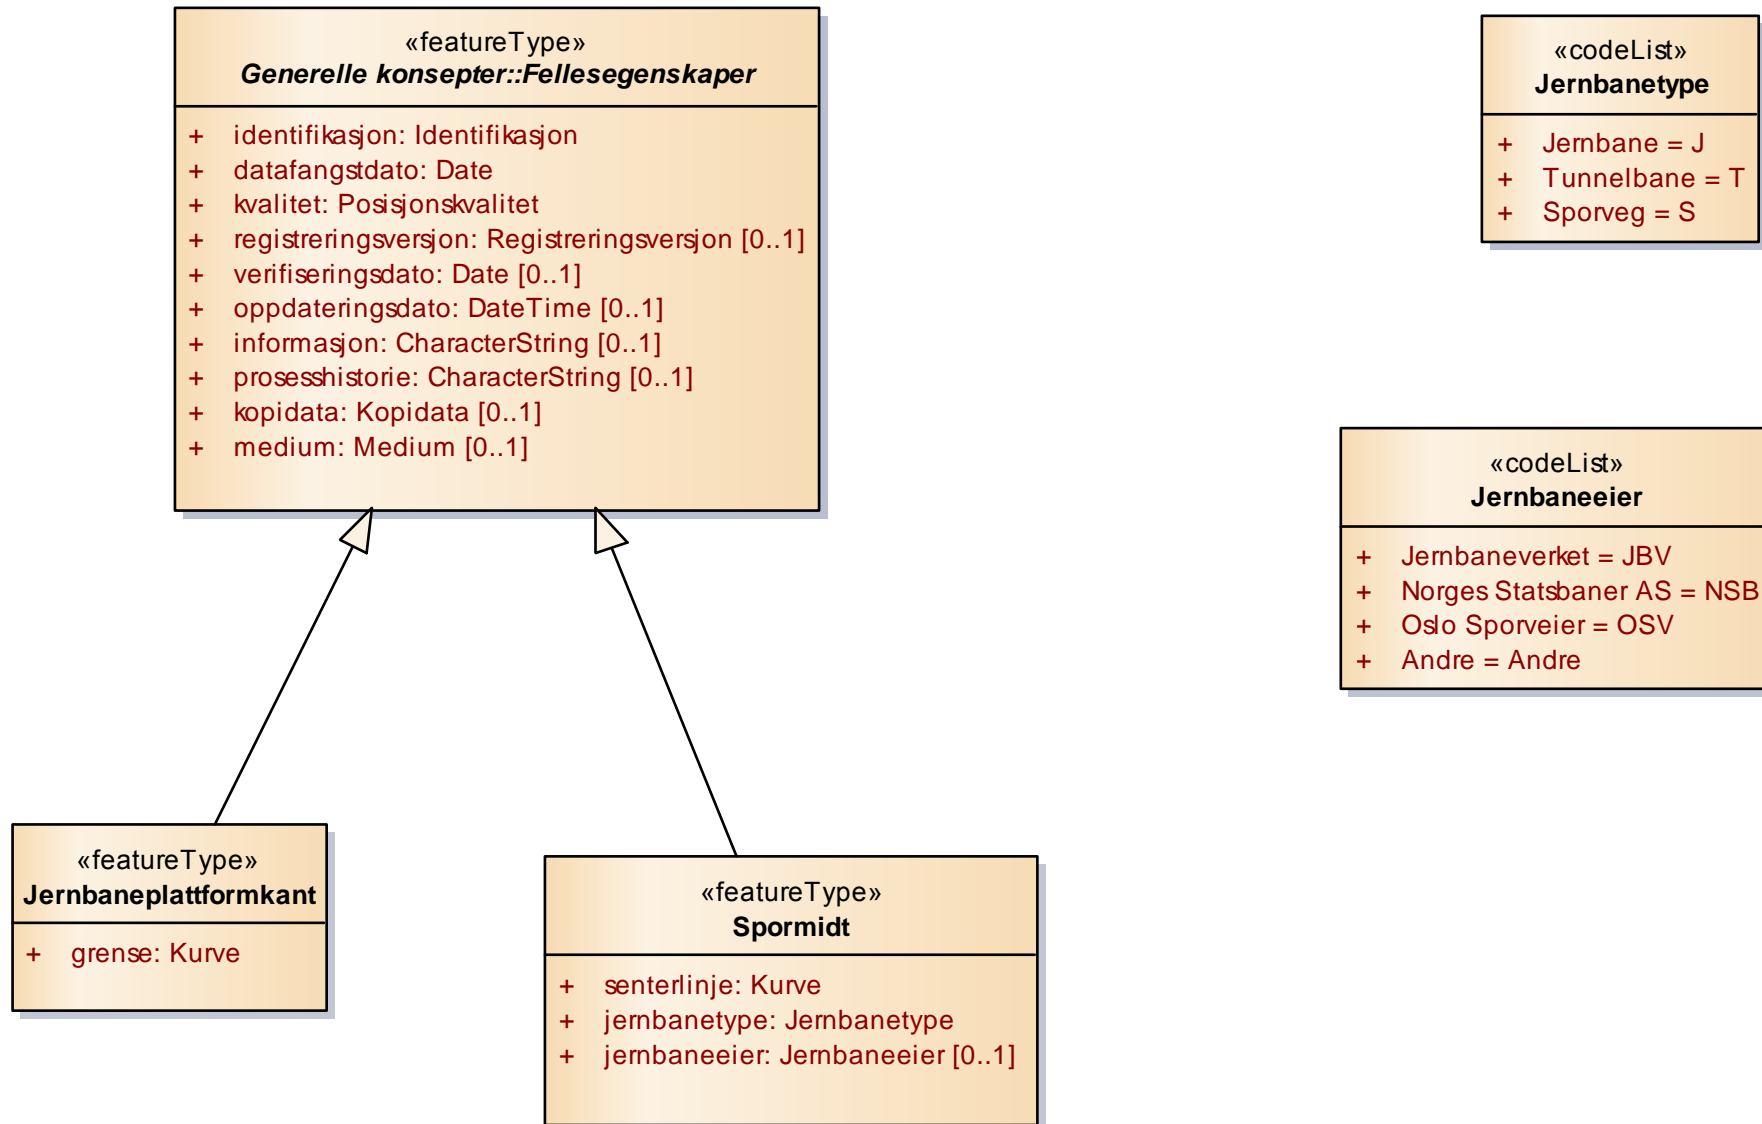 «featureType»
Generelle konsepter::Fellesegenskaper
+ identifikasjon: Identifikasjon
+ datafangstdato: Date
+ kvalitet: Posisjonskvalitet
+ registreringsversjon: Registreringsversjon [0..1]
+ verifiseringsdato: Date [0..1]
+ oppdateringsdato: DateTime [0..1]
+ informasjon: CharacterString [0..1]
+ prosesshistorie: CharacterString [0..1]
+ kopidata: Kopidata [0..1]
+ medium: Medium [0..1]
«codeList»
Jernbanetype
+ Jernbane = J
+ Tunnelbane = T
+ Sporveg = S
«codeList»
Jernbaneeier
+ Jernbaneverket = JBV
+ Norges Statsbaner AS = NSB
+ Oslo Sporveier = OSV
+ Andre = Andre
«featureType»
Jernbaneplattformkant
+ grense: Kurve
«featureType»
Spormidt
+ senterlinje: Kurve
+ jernbanetype: Jernbanetype
+ jernbaneeier: Jernbaneeier [0..1]